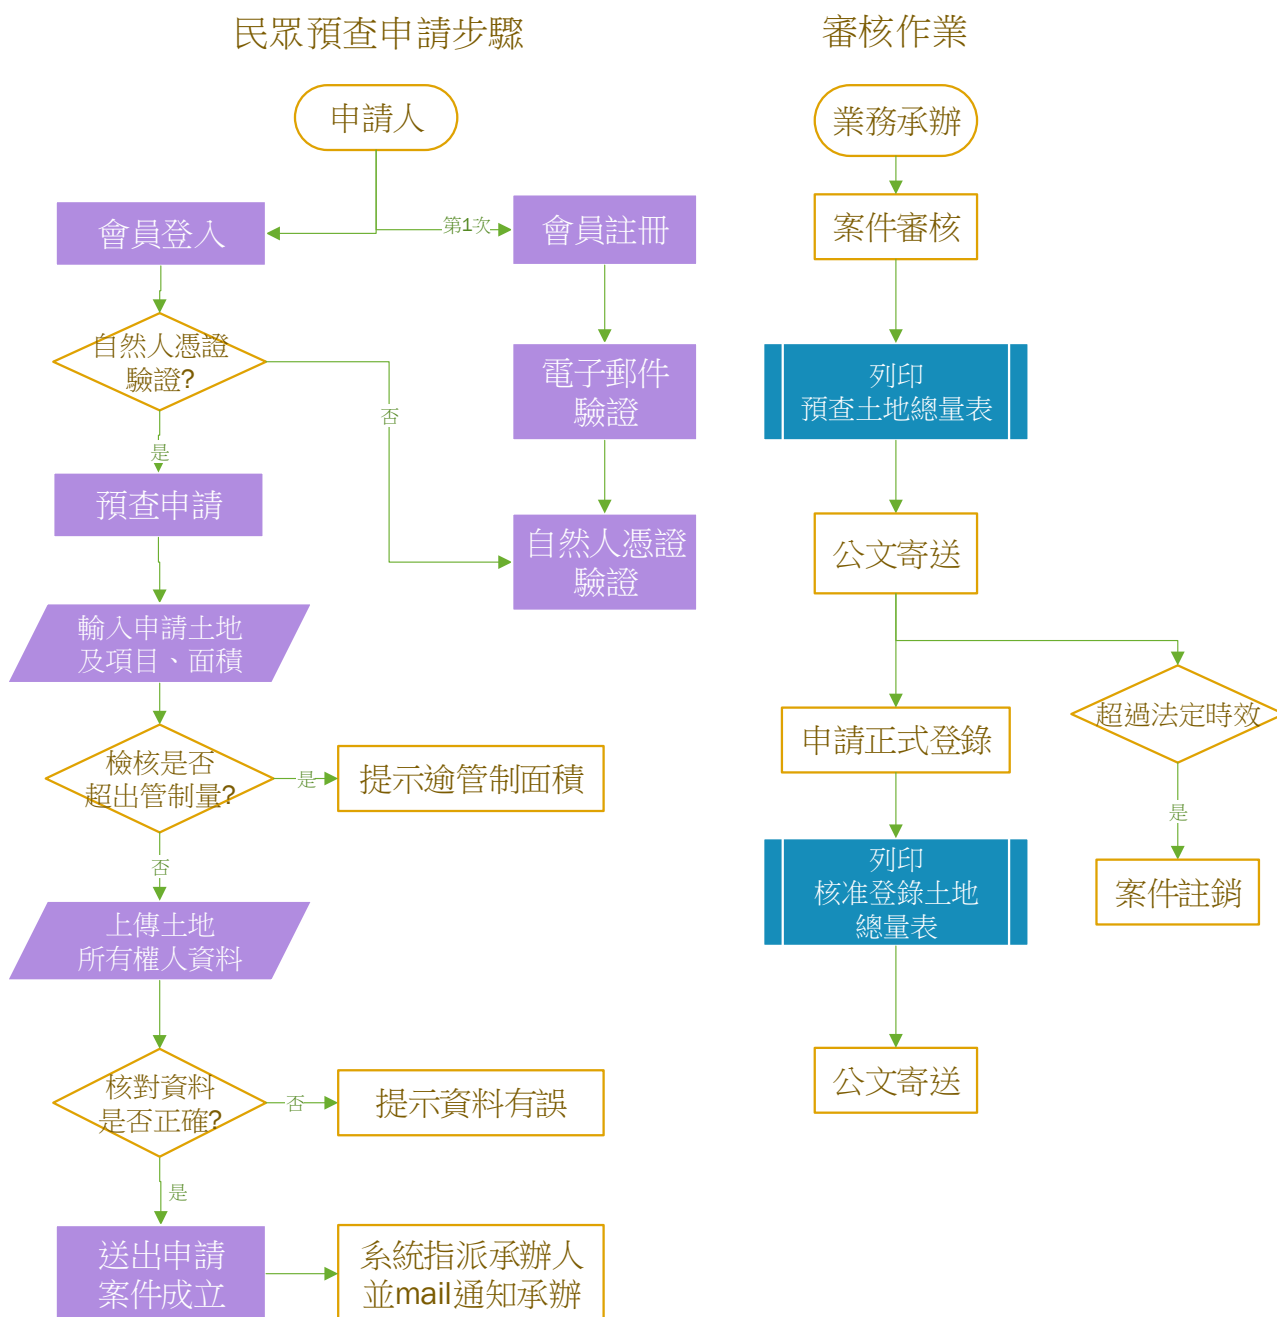 民眾預查申請步驟
申請人
會員登入
第1次
會員註冊
自然人憑證
驗證?
否
是
電子郵件
驗證
預查申請
自然人憑證
驗證
輸入申請土地
及項目、面積
檢核是否
超出管制量?
是
提示逾管制面積
否
上傳土地
所有權人資料
核對資料
是否正確?
否
提示資料有誤
是
送出申請
案件成立
系統指派承辦人
並mail通知承辦
審核作業
業務承辦
案件審核
列印
預查土地總量表
公文寄送
申請正式登錄
超過法定時效
是
案件註銷
列印
核准登錄土地
總量表
公文寄送